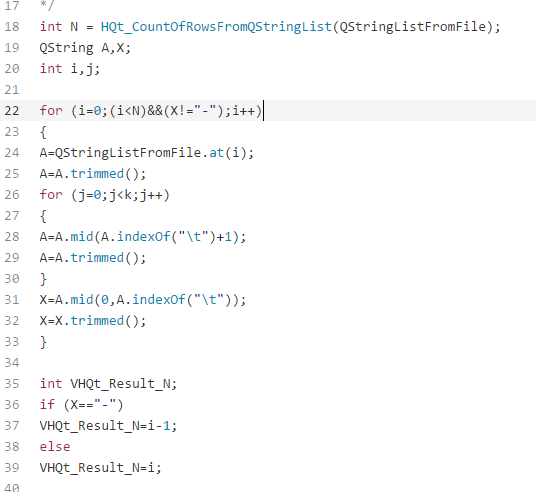 17 */
18 int N = HQt_CountOfRowsFromQStringList(QStringListFromFile);
19 QString A,X;
20 int i,j;
21
22 for (i=0;(i<N)&&(X!="-");i++)
23 {
24 A=QStringListFromFile.at(i);
25 A=A.trimmed();
26 for (j=0;j<k;j++)
27 {
28 A=A.mid(A.indexOf("\t")+1);
29 A=A.trimmed();
30 }
31 X=A.mid(0,A.indexOf("\t"));
32 X=X.trimmed();
33 }
34
35 int VHQt_Result_N;
36 if (X=="-")
37 VHQt_Result_N=i-1;
38 else
39 VHQt_Result_N=i;
40